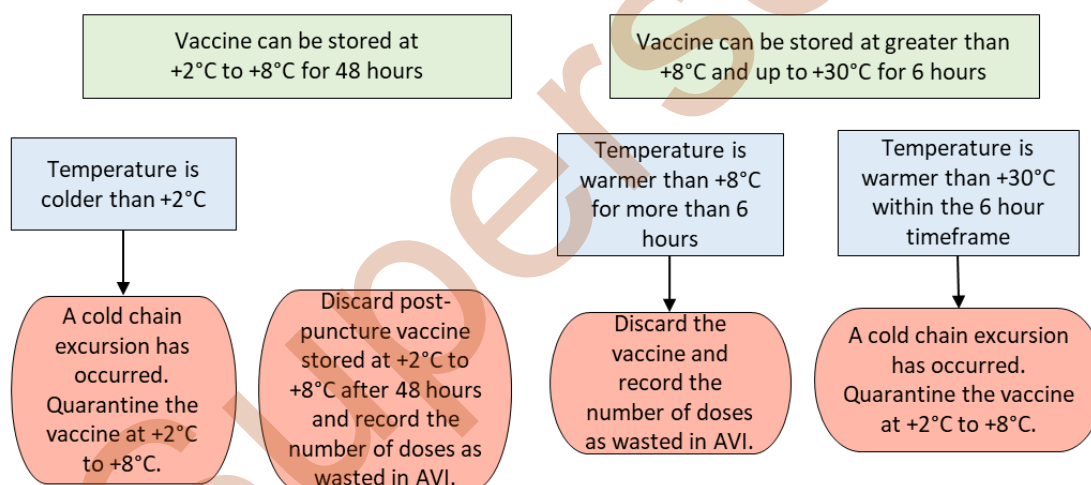 Vaccine can be stored at
+2°C to +8°C for 48 hours
Vaccine can be stored at greater than
+8°C and up to +30°C for 6 hours
Temperature is
colder than +2°C
Temperature is
warmer than +8°C
for more than 6
hours
Temperature is
warmer than +30°C
within the 6 hour
timeframe
A cold chain
excursion has
occurred.
Quarantine the
vaccine at +2°C
to +8°C.
Discard post-
puncture vaccine
stored at +2°C to
+8°C after 48 hours
and record the
number of doses as
wasted in AVI.
Discard the
vaccine and
record the
number of doses
as wasted in AVI.
A cold chain excursion
has occurred.
Quarantine the vaccine
at +2°C to +8°C.